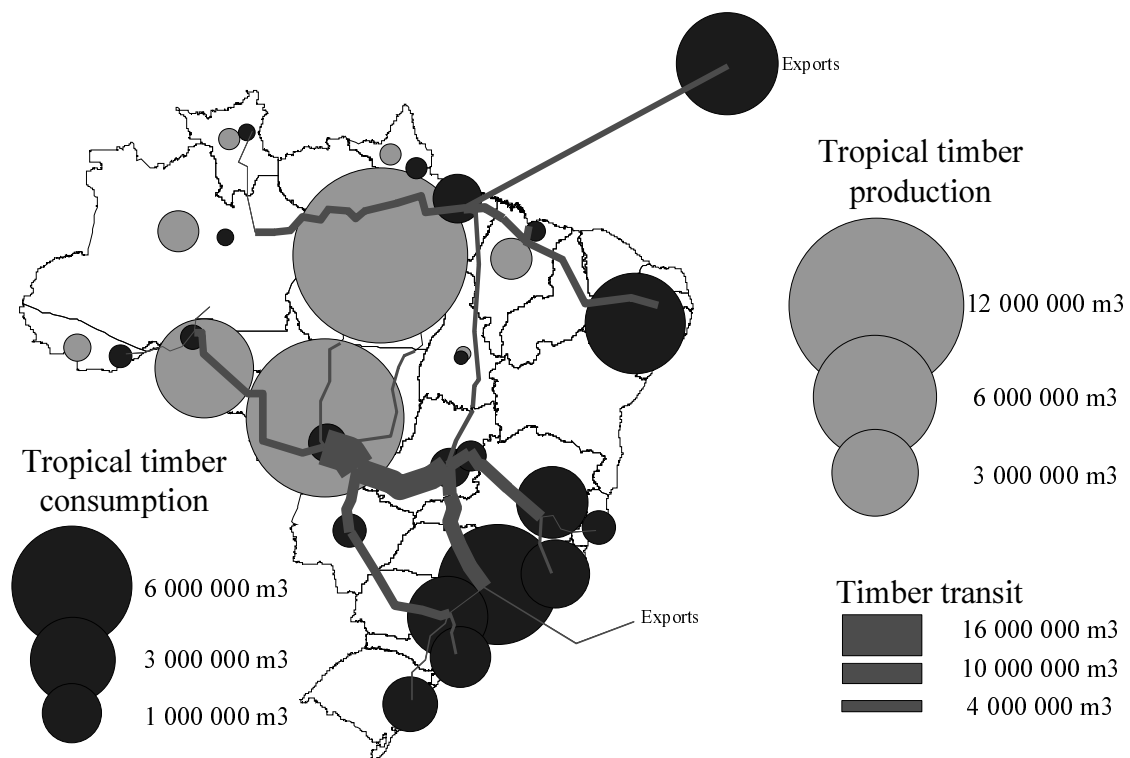 Exports
Tropical timber
production
12 000 000 m3
6 000 000 m3
3 000 000 m3
Tropical timber
consumption
6 000 000 m3
3 000 000 m3
1 000 000 m3
Exports
Timber transit
16 000 000 m3
10 000 000 m3
4 000 000 m3